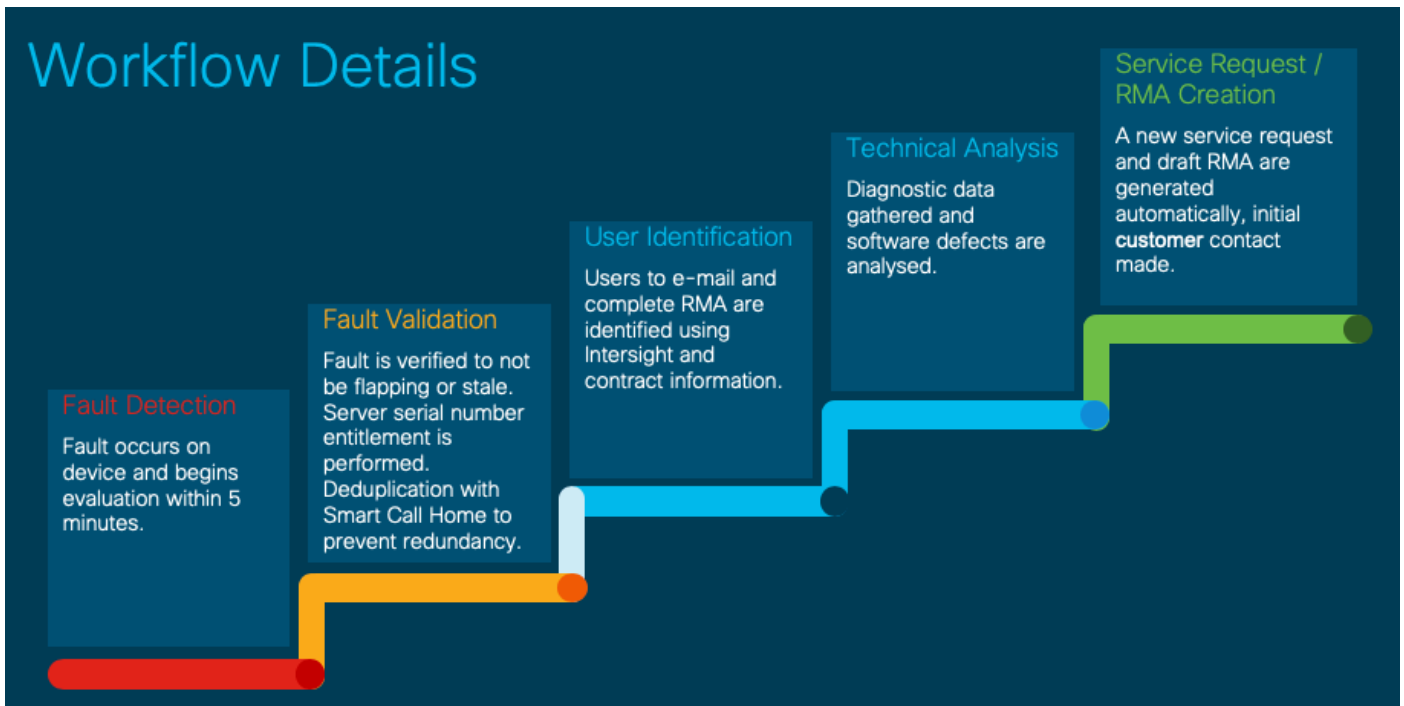 Workflow Details
Fault Detection
Fault occurs on
device and begins
evaluation within 5
minutes.
Fault Validation
Fault is verified to not
be flapping or stale.
Server serial number
entitlement is
performed.
Deduplication with
Smart Call Home to
prevent redundancy.
User Identification
Users to e-mail and
complete RMA are
identified using
Intersight and
contract information.
Technical Analysis
Diagnostic data
gathered and
software defects are
analysed.
Service Request /
RMA Creation
A new service request
and draft RMA are
generated
automatically, initial
customer contact
made.